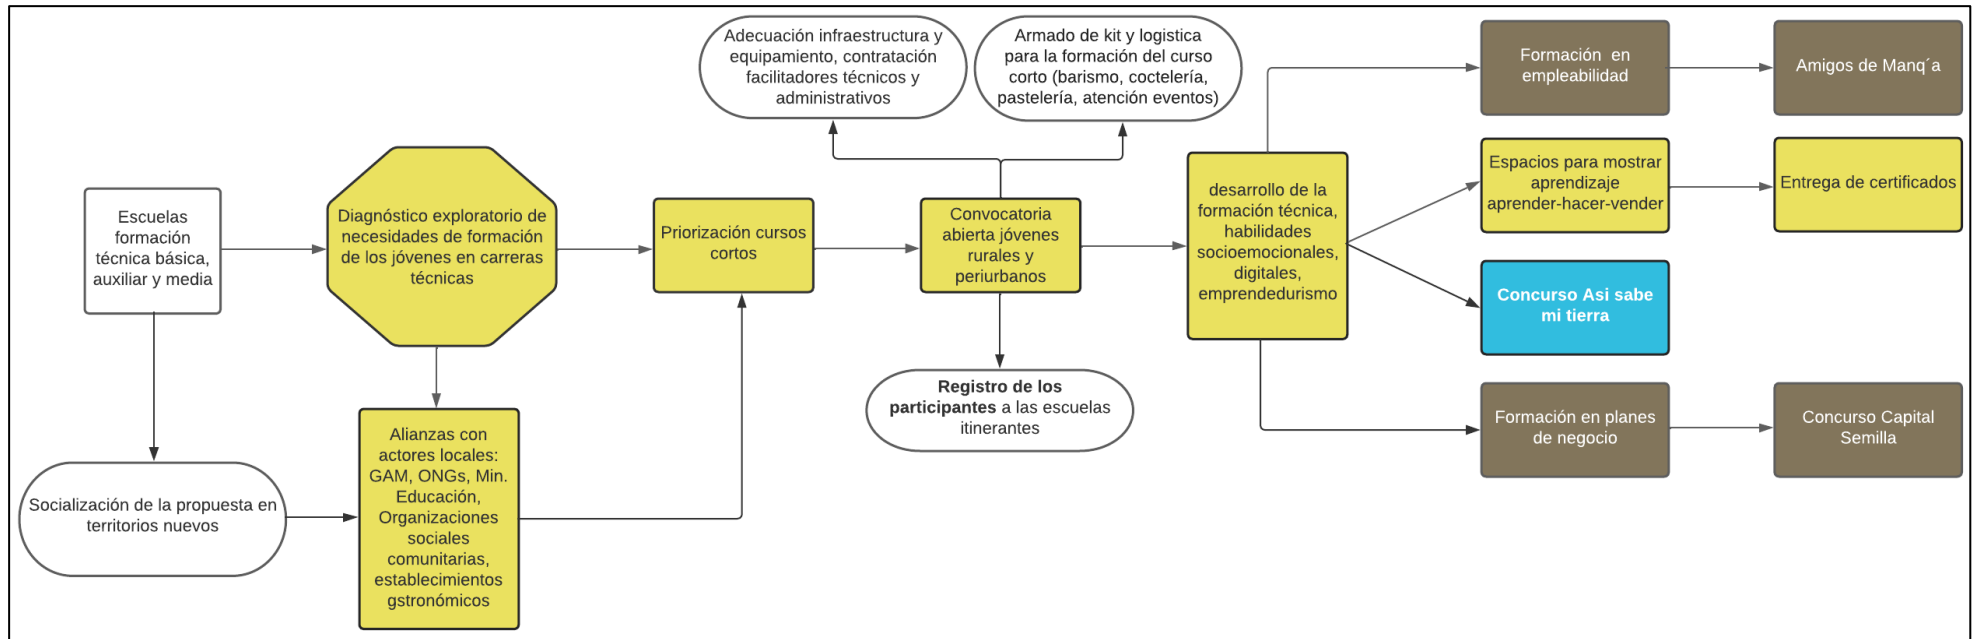 Escuelas
formación
técnica básica,
auxiliar y media
Socialización de la propuesta en
territorios nuevos
Diagnóstico exploratorio de
necesidades de formación
de los jóvenes en carreras
técnicas
Alianzas con
actores locales:
GAM, ONGs, Min.
Educación,
Organizaciones
sociales
comunitarias,
establecimientos
gstronómicos
Priorización cursos
cortos
Adecuación infraestructura y
equipamiento, contratación
facilitadores técnicos y
administrativos
Armado de kit y logistica
para la formación del curso
corto (barismo, coctelería,
pastelería, atención eventos)
Convocatoria
abierta jóvenes
rurales y
periurbanos
Registro de los
participantes a las escuelas
itinerantes
desarrollo de la
formación técnica,
habilidades
socioemocionales,
digitales,
emprendedurismo
Formación  en
empleabilidad
Amigos de Manq´a
Espacios para mostrar
aprendizaje
aprender-hacer-vender
Entrega de certificados
Concurso Asi sabe
mi tierra
Formación en planes
de negocio
Concurso Capital
Semilla